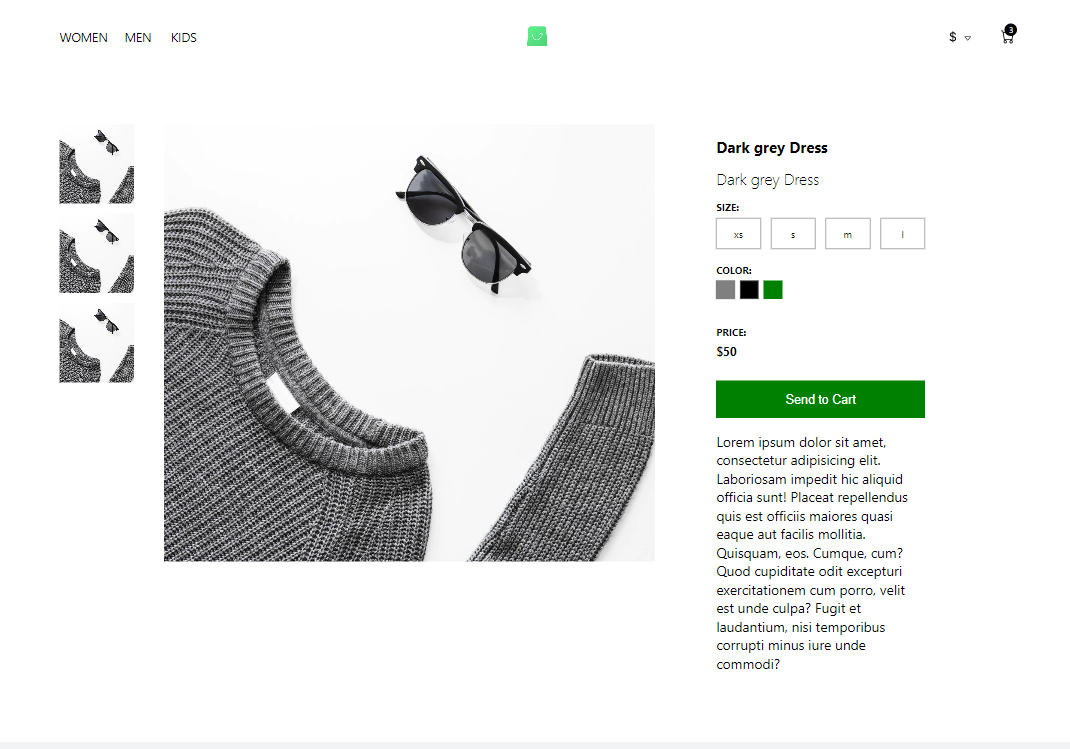 WOMEN MEN KIDS
$ 3
Dark grey Dress
Dark grey Dress
SIZE:
xs s m l
COLOR:
PRICE:
$50
Send to Cart
Lorem ipsum dolor sit amet,
consectetur adipisicing elit.
Laboriosam impedit hic aliquid
officia sunt! Placeat repellendus
quis est officiis maiores quasi
eaque aut facilis mollitia.
Quisquam, eos. Cumque, cum?
Quod cupiditate odit excepturi
exercitationem cum porro, velit
est unde culpa? Fugit et
laudantium, nisi temporibus
corrupti minus iure unde
commodi?